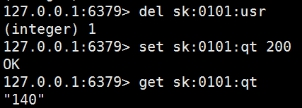 127.0.0.1:6379> del sk:0101:usr
(integer) 1
127.0.0.1:6379> set sk:0101:qt 200
OK
127.0.0.1:6379> get sk:0101:qt
"140"